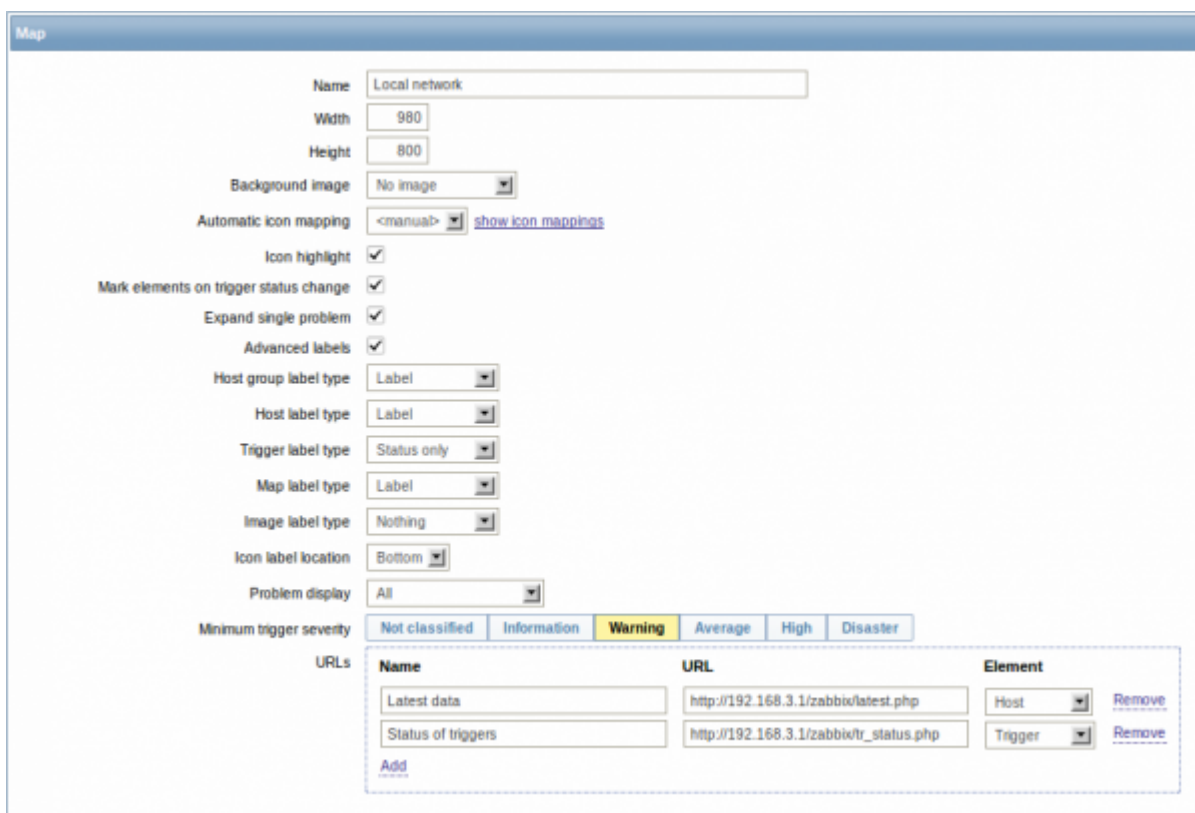 Map
Name Local network
Width 980
Height 800
Background image No image
Automatic icon mapping <manual> show icon mappings
Icon highlight
Mark elements on trigger status change
Expand single problem
Advanced labels
Host group label type Label
Host label type Label
Trigger label type Status only
Map label type Label
Image label type Nothing
Icon label location Bottom
Problem display All
Minimum trigger severity Not classified Information Warning Average High Disaster
URLs Name URL Element
Latest data http://192.168.3.1/zabbix/latest.php Host Remove
Status of triggers http://192.168.3.1/zabbix/tr_status.php Trigger Remove
Add